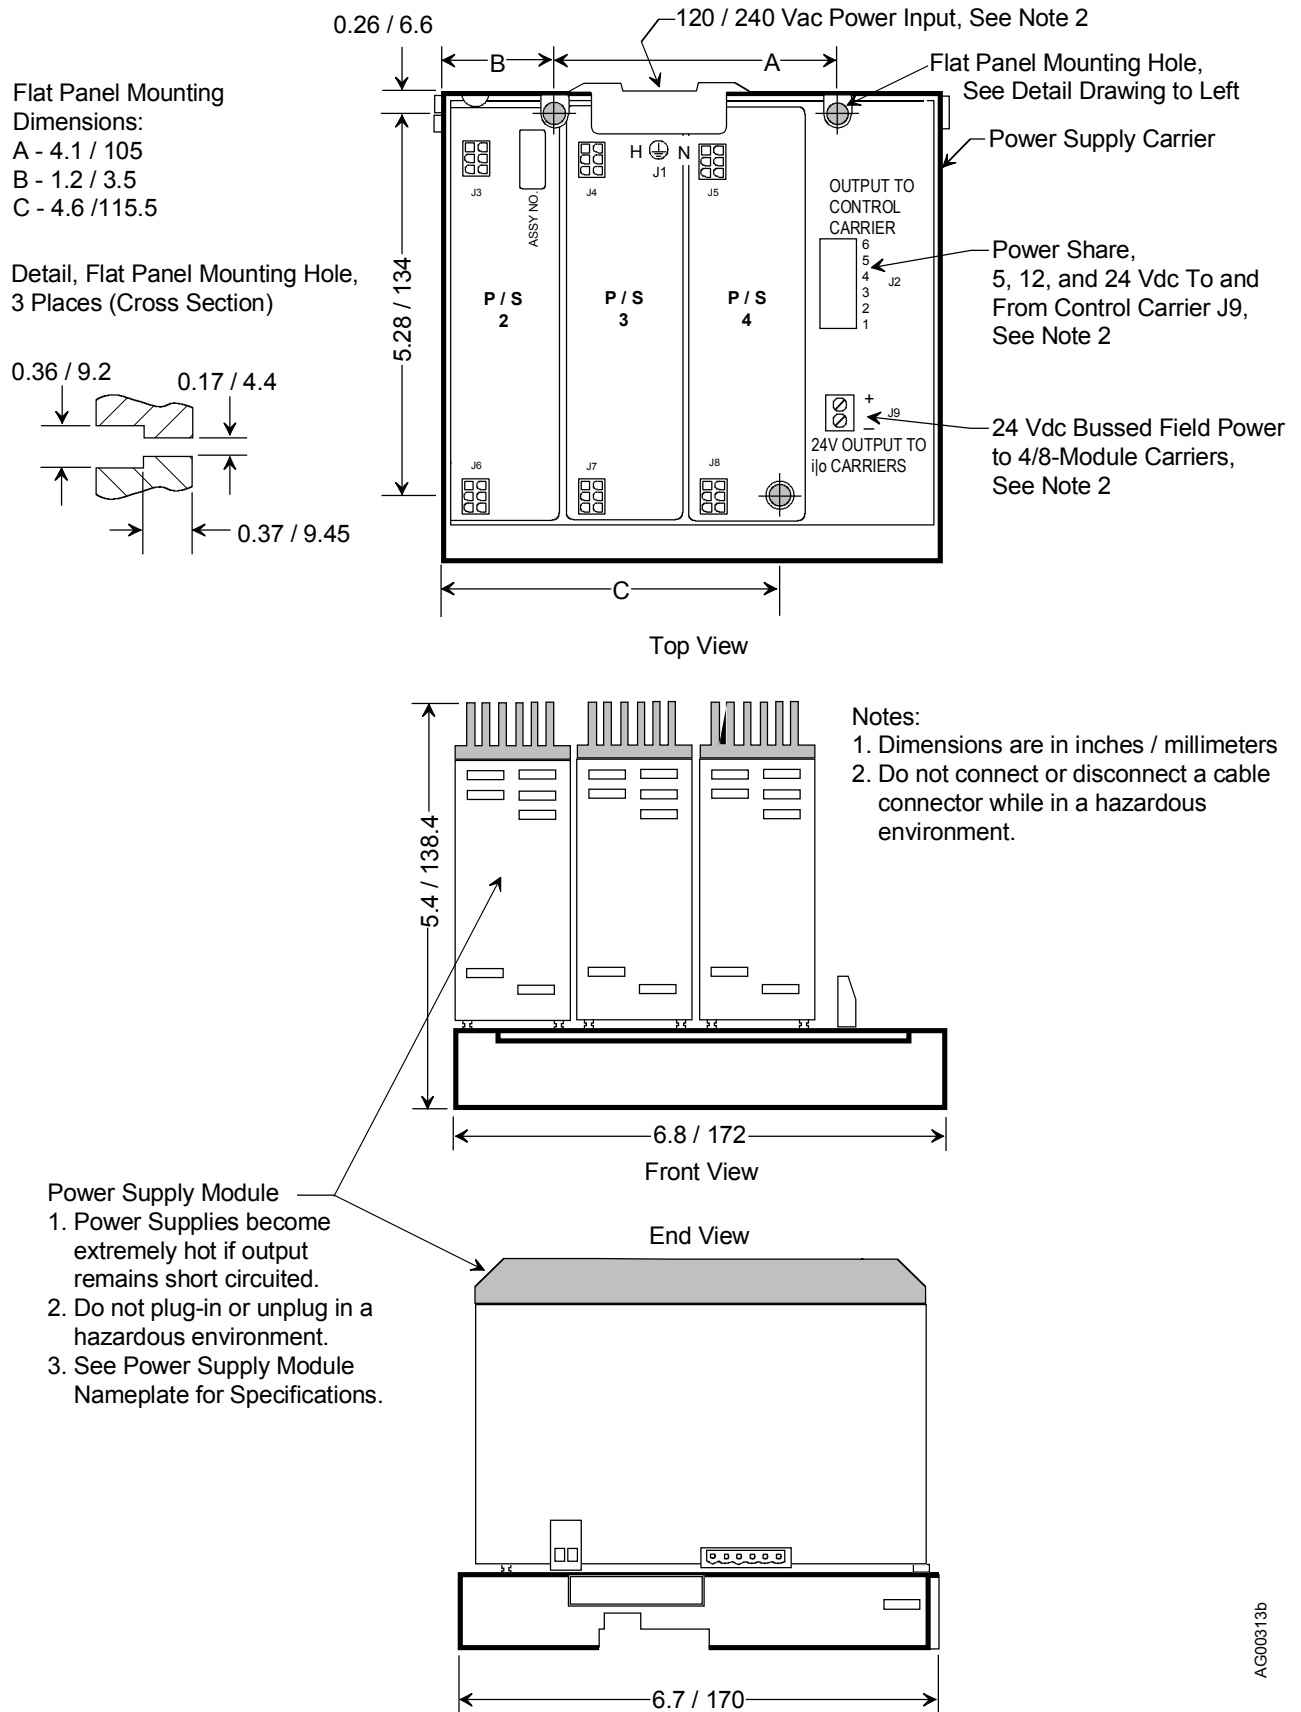 0.26 / 6.6
120 / 240 Vac Power Input, See Note 2
B
A
Flat Panel Mounting Hole,
See Detail Drawing to Left
Flat Panel Mounting
Dimensions:
A - 4.1 / 105
B - 1.2 / 3.5
C - 4.6 /115.5
Power Supply Carrier
H N
J1
J3
J4
J5
ASSY NO.
OUTPUT TO
CONTROL
CARRIER
6
5
4
3
2
1
J2
Power Share,
5, 12, and 24 Vdc To and
From Control Carrier J9,
See Note 2
Detail, Flat Panel Mounting Hole,
3 Places (Cross Section)
P / S
2
P / S
3
P / S
4
5.28 / 134
0.36 / 9.2
0.17 / 4.4
0.37 / 9.45
+
J9
–
24V OUTPUT TO
i|o CARRIERS
24 Vdc Bussed Field Power
to 4/8-Module Carriers,
See Note 2
J6
J7
J8
C
Top View
Notes:
1. Dimensions are in inches / millimeters
2. Do not connect or disconnect a cable
connector while in a hazardous
environment.
5.4 / 138.4
6.8 / 172
Front View
Power Supply Module
1. Power Supplies become
extremely hot if output
remains short circuited.
2. Do not plug-in or unplug in a
hazardous environment.
3. See Power Supply Module
Nameplate for Specifications.
End View
6.7 / 170
AG00313b